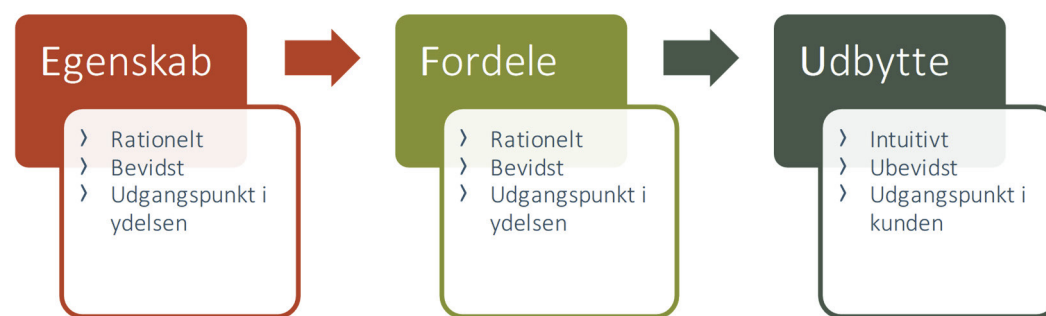 Egenskab
› Rationelt
› Bevidst
› Udgangspunkt i
ydelsen
Fordele
› Rationelt
› Bevidst
› Udgangspunkt i
ydelsen
Udbytte
› Intuitivt
› Ubevidst
› Udgangspunkt i
kunden